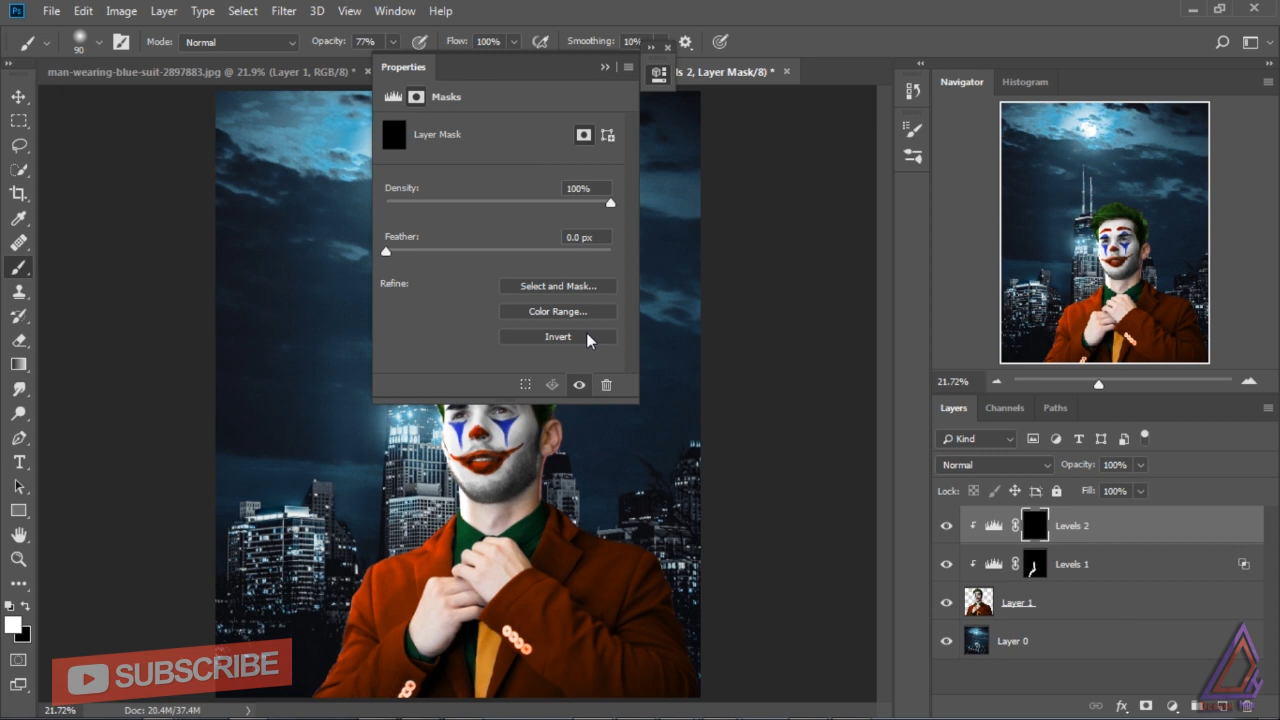 Ps File Edit Image Layer Type Select Filter 3D View Window Help
90 Mode: Normal Opacity: 77% Flow: 100% Smoothing: 10%
man-wearing-blue-suit-2897883.jpg @ 21.9% (Layer 1, RGB/8) * ls 2, Layer Mask/8) *
Properties
Masks
Layer Mask
Density: 100%
Feather: 0.0 px
Refine:
Select and Mask...
Color Range...
Invert
Navigator Histogram
21.72%
Layers Channels Paths
Kind
Normal Opacity: 100%
Lock: Fill: 100%
Levels 2
Levels 1
Layer 1
Layer 0
SUBSCRIBE
21.72% Doc: 20.4M/37.4M